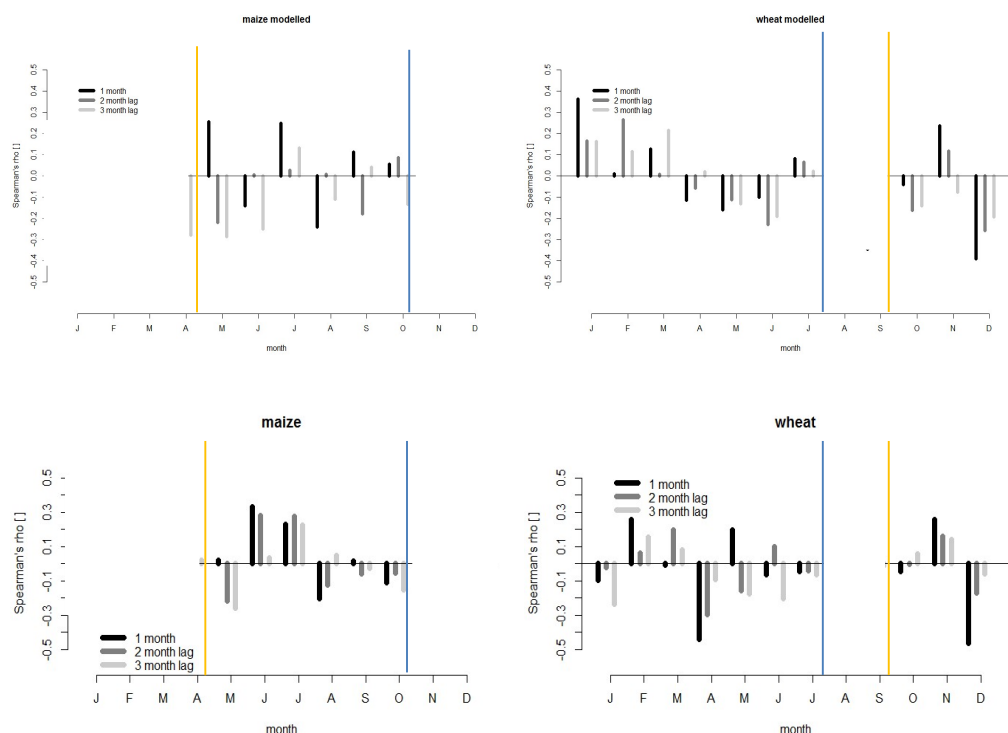 maize modelled
0.5
0.4
0.3
0.2
0.1
0.0
-0.1
-0.2
-0.3
-0.4
-0.5
Spearman's rho [ ]
1 month
2 month lag
3 month lag
J F M A M J J A S O N D
month
wheat modelled
0.5
0.4
0.3
0.2
0.1
0.0
-0.1
-0.2
-0.3
-0.4
-0.5
Spearman's rho [ ]
1 month
2 month lag
3 month lag
J F M A M J J A S O N D
month
maize
0.5
0.3
0.1
-0.1
-0.3
-0.5
Spearman's rho [ ]
1 month
2 month lag
3 month lag
J F M A M J J A S O N D
month
wheat
0.5
0.3
0.1
-0.1
-0.3
-0.5
Spearman's rho [ ]
1 month
2 month lag
3 month lag
J F M A M J J A S O N D
month